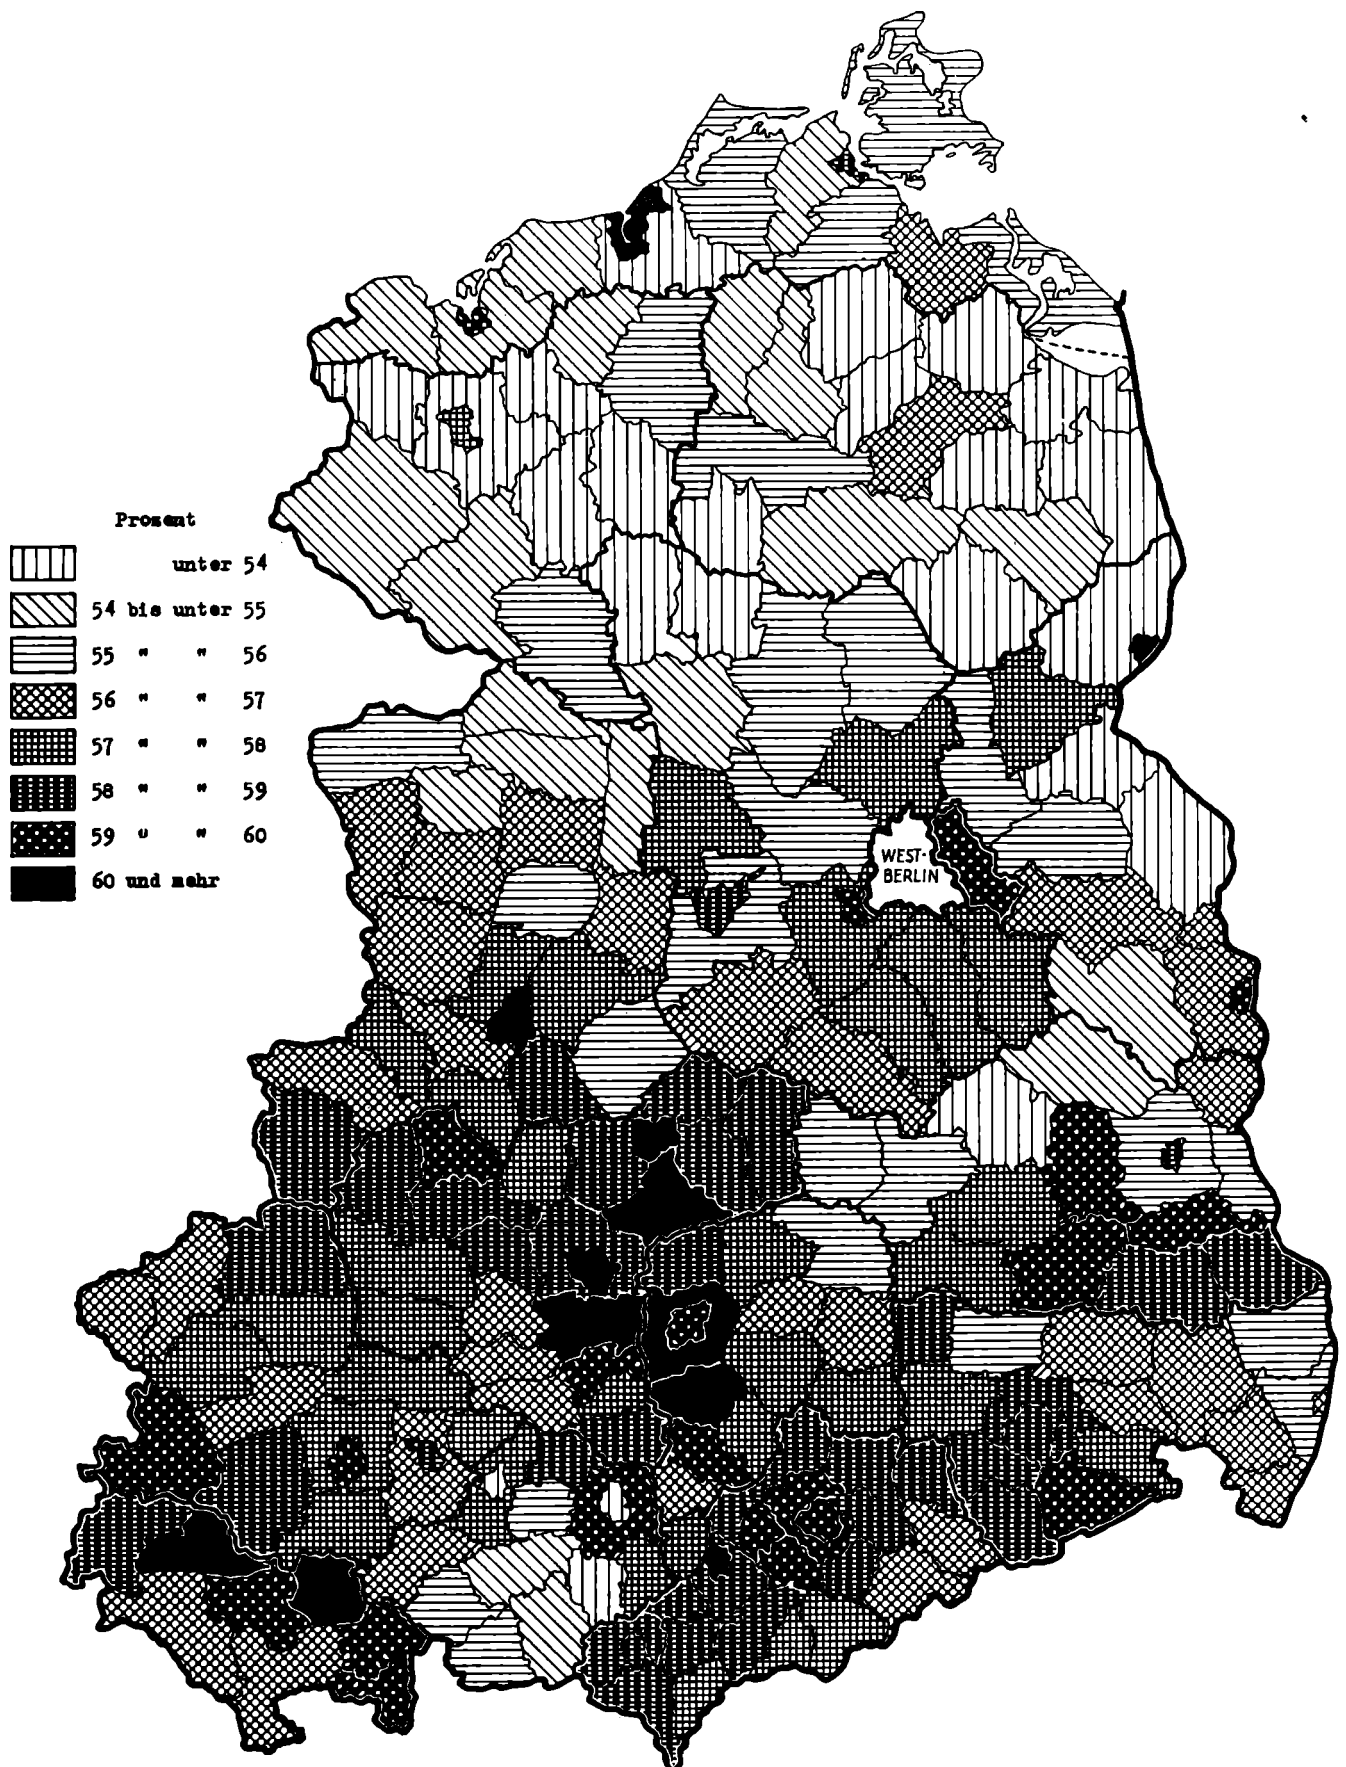 Prozent
unter 54
54 bis unter 55
55 " " 56
56 " " 57
57 " " 58
58 " " 59
59 " " 60
60 und mehr
WEST-
BERLIN